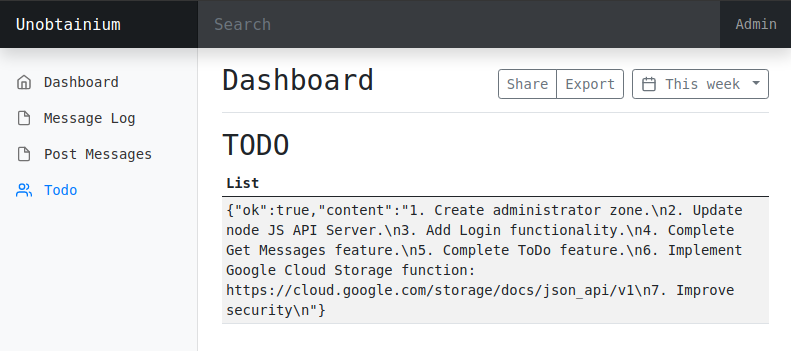 Unobtainium
Search
Admin
Dashboard
Message Log
Post Messages
Todo
Dashboard
Share
Export
This week
TODO
List
{"ok":true,"content":"1. Create administrator zone.\n2. Update
node JS API Server.\n3. Add Login functionality.\n4. Complete
Get Messages feature.\n5. Complete ToDo feature.\n6. Implement
Google Cloud Storage function:
https://cloud.google.com/storage/docs/json_api/v1\n7. Improve
security\n"}